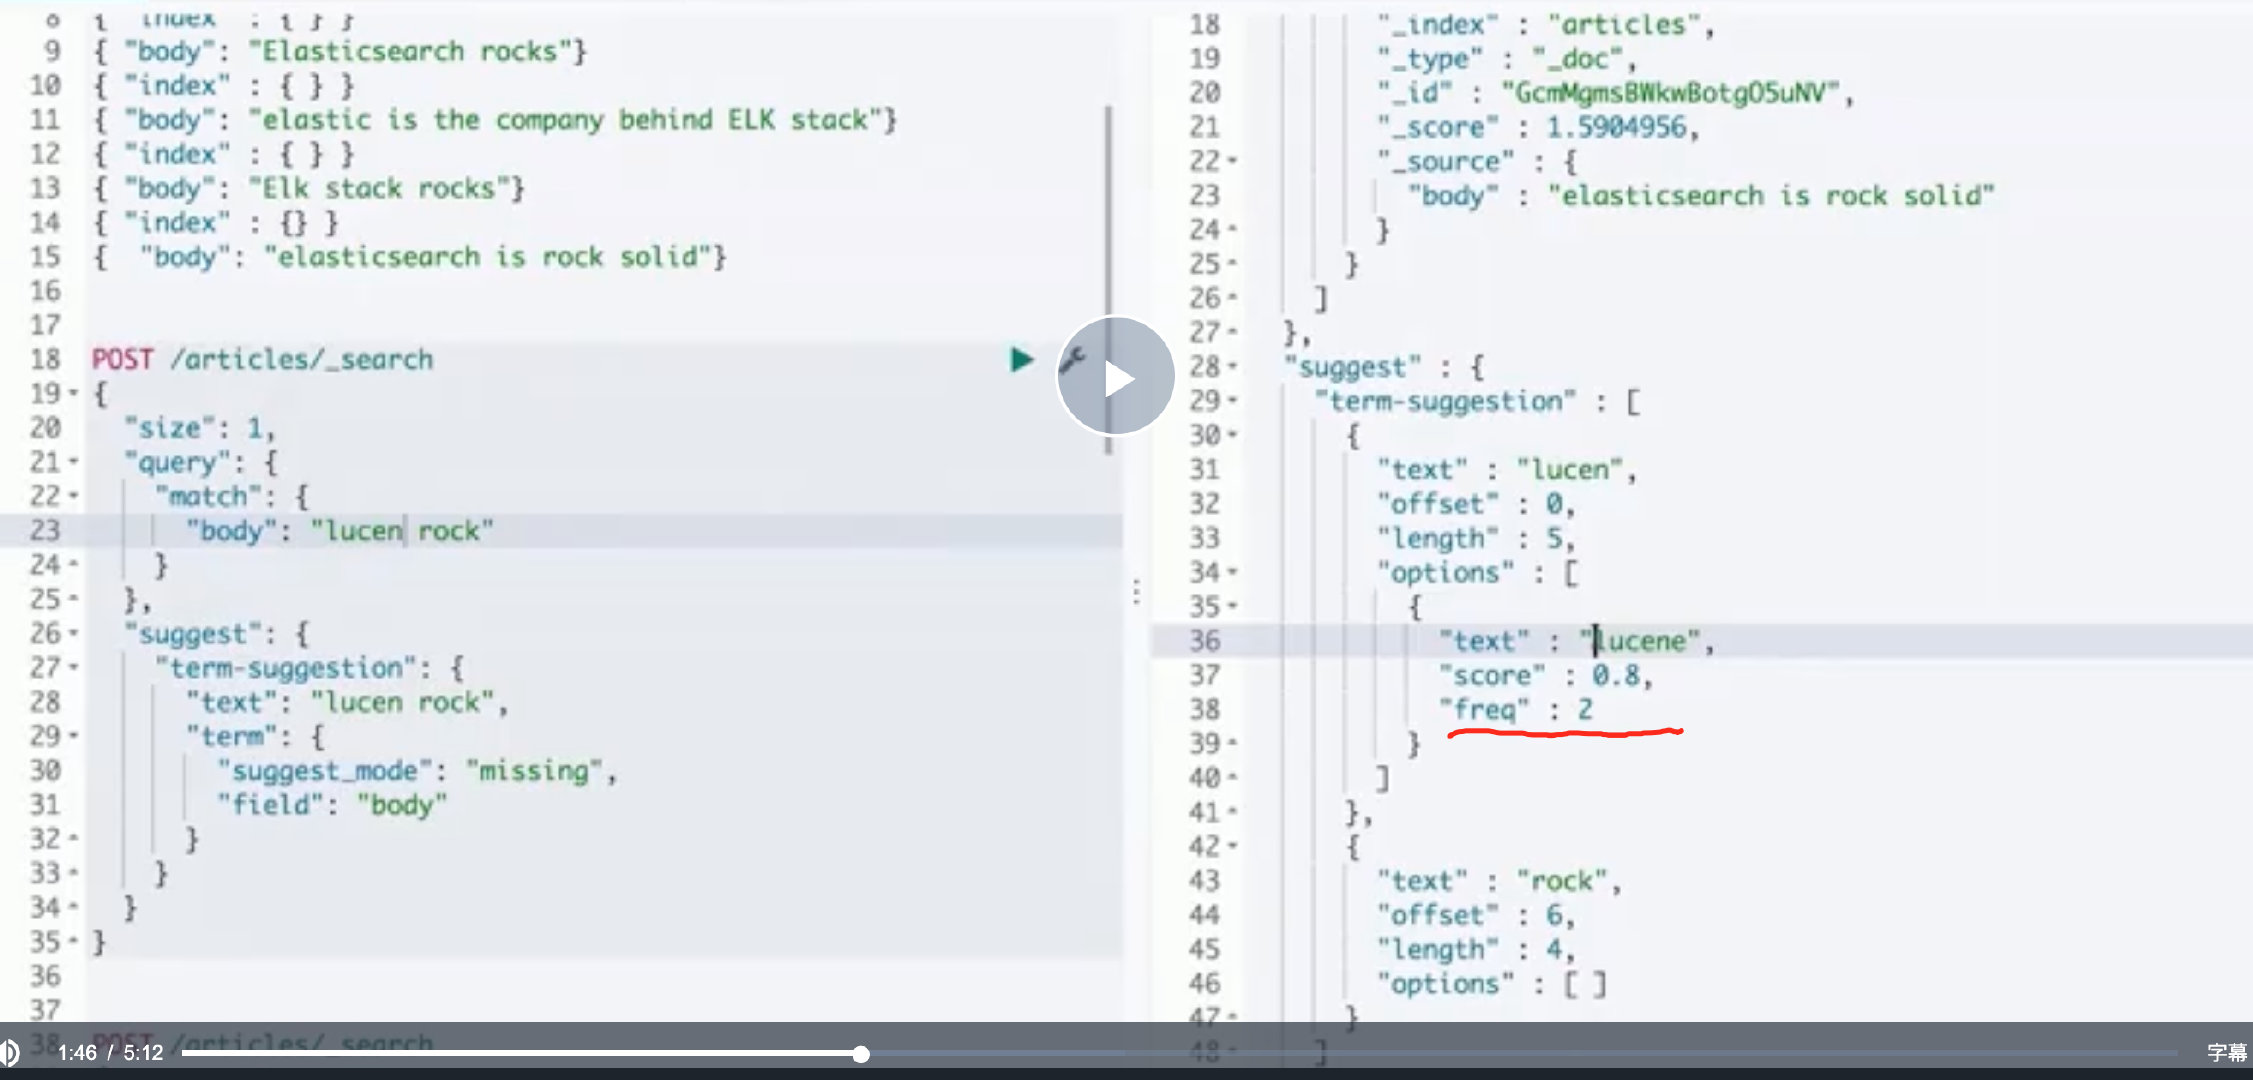 8 { "index" : { } }
9 { "body": "Elasticsearch rocks"}
10 { "index" : { } }
11 { "body": "elastic is the company behind ELK stack"}
12 { "index" : { } }
13 { "body": "Elk stack rocks"}
14 { "index" : {} }
15 {  "body": "elasticsearch is rock solid"}
16
17
18 POST /articles/_search
19 {
20 "size": 1,
21 "query": {
22 "match": {
23 "body": "lucen rock"
24 }
25 },
26 "suggest": {
27 "term-suggestion": {
28 "text": "lucen rock",
29 "term": {
30 "suggest_mode": "missing",
31 "field": "body"
32 }
33 }
34 }
35 }
36
37
38 POST /articles/_search
18 "_index" : "articles",
19 "_type" : "_doc",
20 "_id" : "GcmMgmsBWkwBotgO5uNV",
21 "_score" : 1.5904956,
22 "_source" : {
23 "body" : "elasticsearch is rock solid"
24 }
25 }
26 ]
27 },
28 "suggest" : {
29 "term-suggestion" : [
30 {
31 "text" : "lucen",
32 "offset" : 0,
33 "length" : 5,
34 "options" : [
35 {
36 "text" : "lucene",
37 "score" : 0.8,
38 "freq" : 2
39 }
40 ]
41 },
42 {
43 "text" : "rock",
44 "offset" : 6,
45 "length" : 4,
46 "options" : [ ]
47 }
48 ]
1:46 / 5:12
字幕